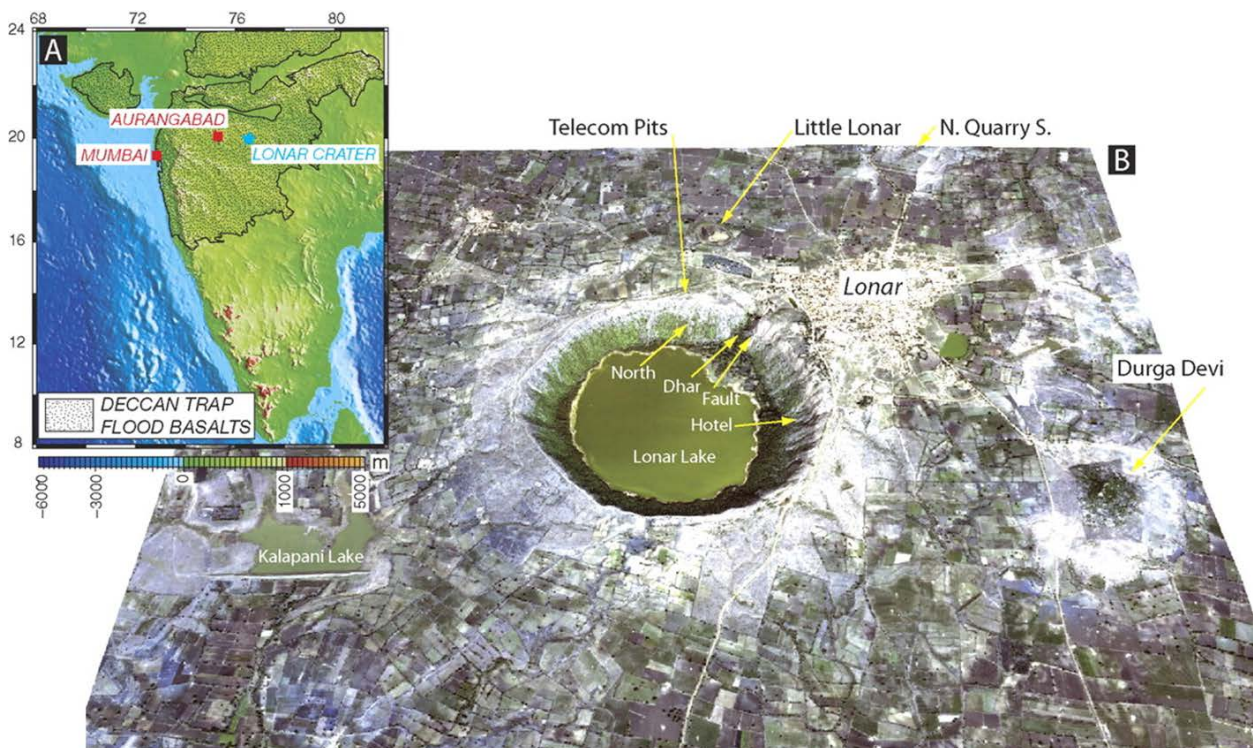 68
72
76
80
24
20
16
12
8
A
AURANGABAD
MUMBAI
LONAR CRATER
DECCAN TRAP
FLOOD BASALTS
-6000
-3000
0
1000
5000
m
B
Telecom Pits
Little Lonar
N. Quarry S.
Lonar
Durga Devi
North
Dhar
Fault
Hotel
Lonar Lake
Kalapani Lake